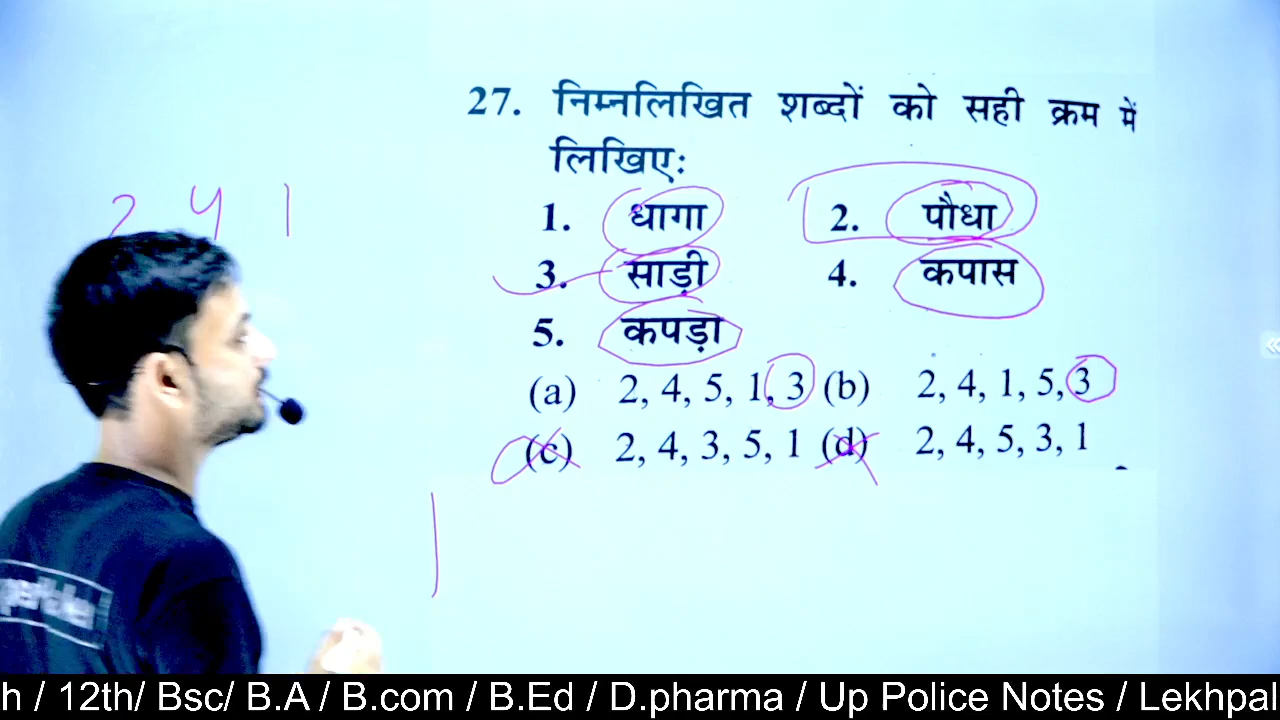 27. निम्नलिखित शब्दों को सही क्रम में
लिखिए:
1. धागा 2. पौधा
3. साड़ी 4. कपास
5. कपड़ा
(a) 2, 4, 5, 1, 3 (b) 2, 4, 1, 5, 3
(c) 2, 4, 3, 5, 1 (d) 2, 4, 5, 3, 1
2 4 1
h / 12th/ Bsc/ B.A / B.com / B.Ed / D.pharma / Up Police Notes / Lekhpal